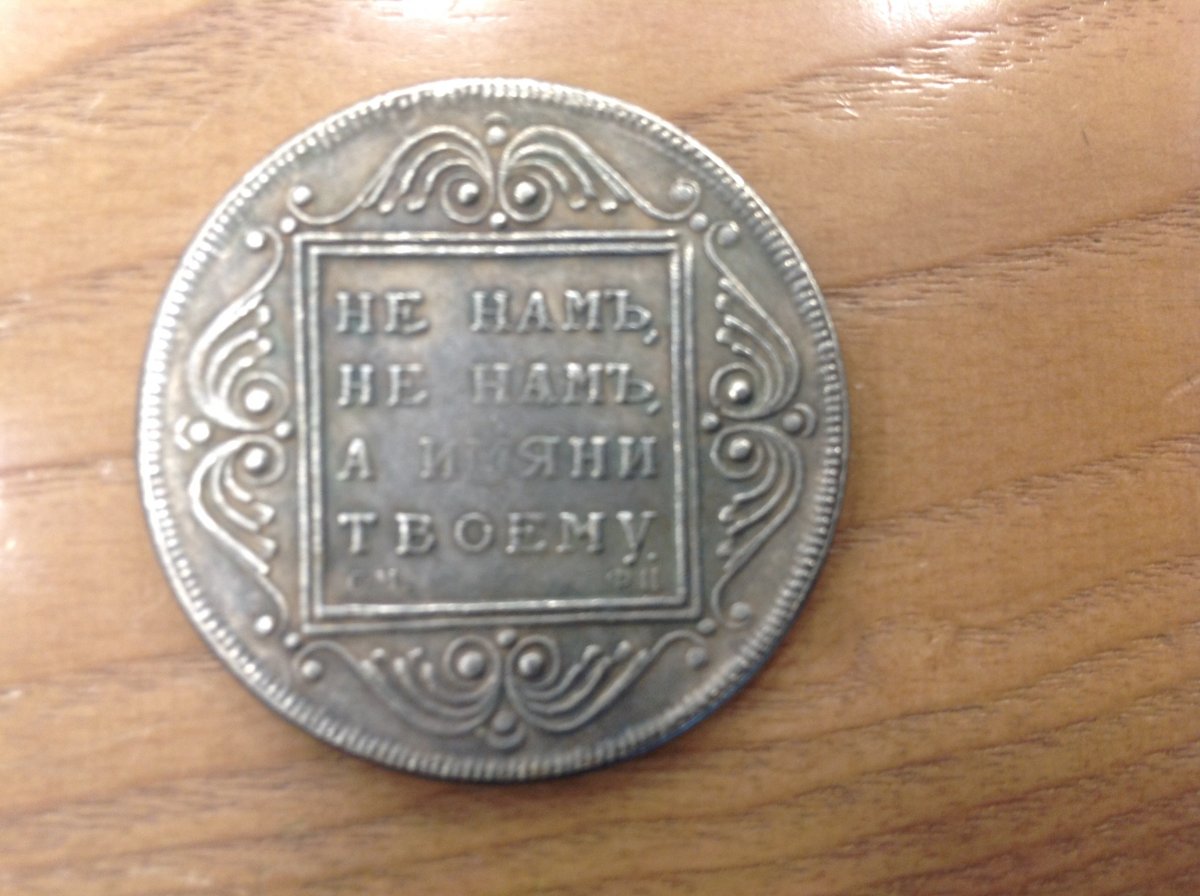 НЕ НАМЪ,
НЕ НАМЪ,
А ИМЯНИ
ТВОЕМУ.
С.М. Ф.Ц.